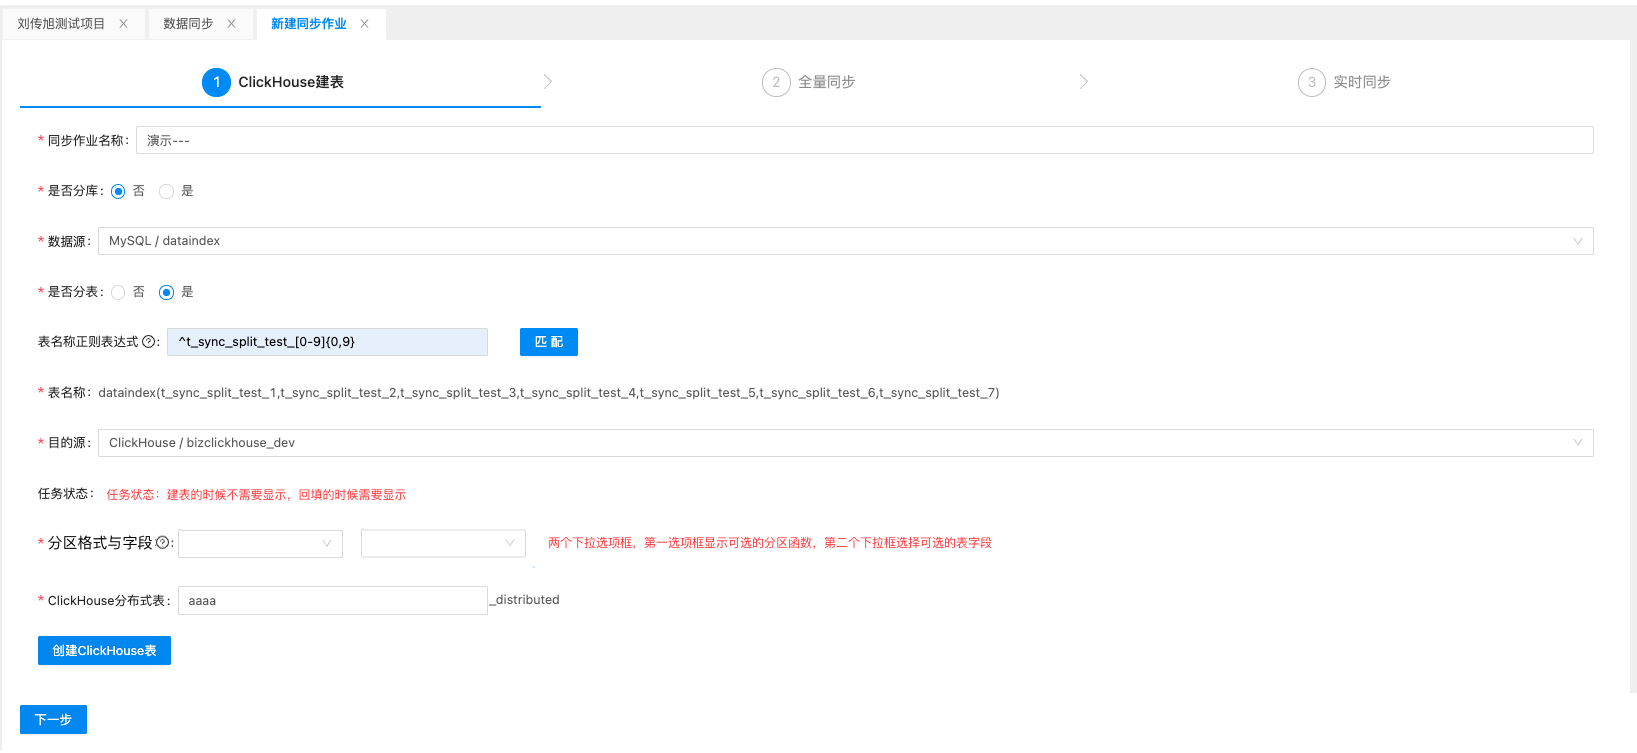 刘传旭测试项目 × 数据同步 × 新建同步作业 ×
1 ClickHouse建表 2 全量同步 3 实时同步
* 同步作业名称: 演示---
* 是否分库: 否 是
* 数据源: MySQL / dataindex
* 是否分表: 否 是
表名称正则表达式 ?: ^t_sync_split_test_[0-9]{0,9} 匹 配
* 表名称: dataindex(t_sync_split_test_1,t_sync_split_test_2,t_sync_split_test_3,t_sync_split_test_4,t_sync_split_test_5,t_sync_split_test_6,t_sync_split_test_7)
* 目的源: ClickHouse / bizclickhouse_dev
任务状态: 任务状态：建表的时候不需要显示，回填的时候需要显示
* 分区格式与字段 ?: 两个下拉选项框，第一选项框显示可选的分区函数，第二个下拉框选择可选的表字段
* ClickHouse分布式表: aaaa _distributed
创建ClickHouse表
下一步